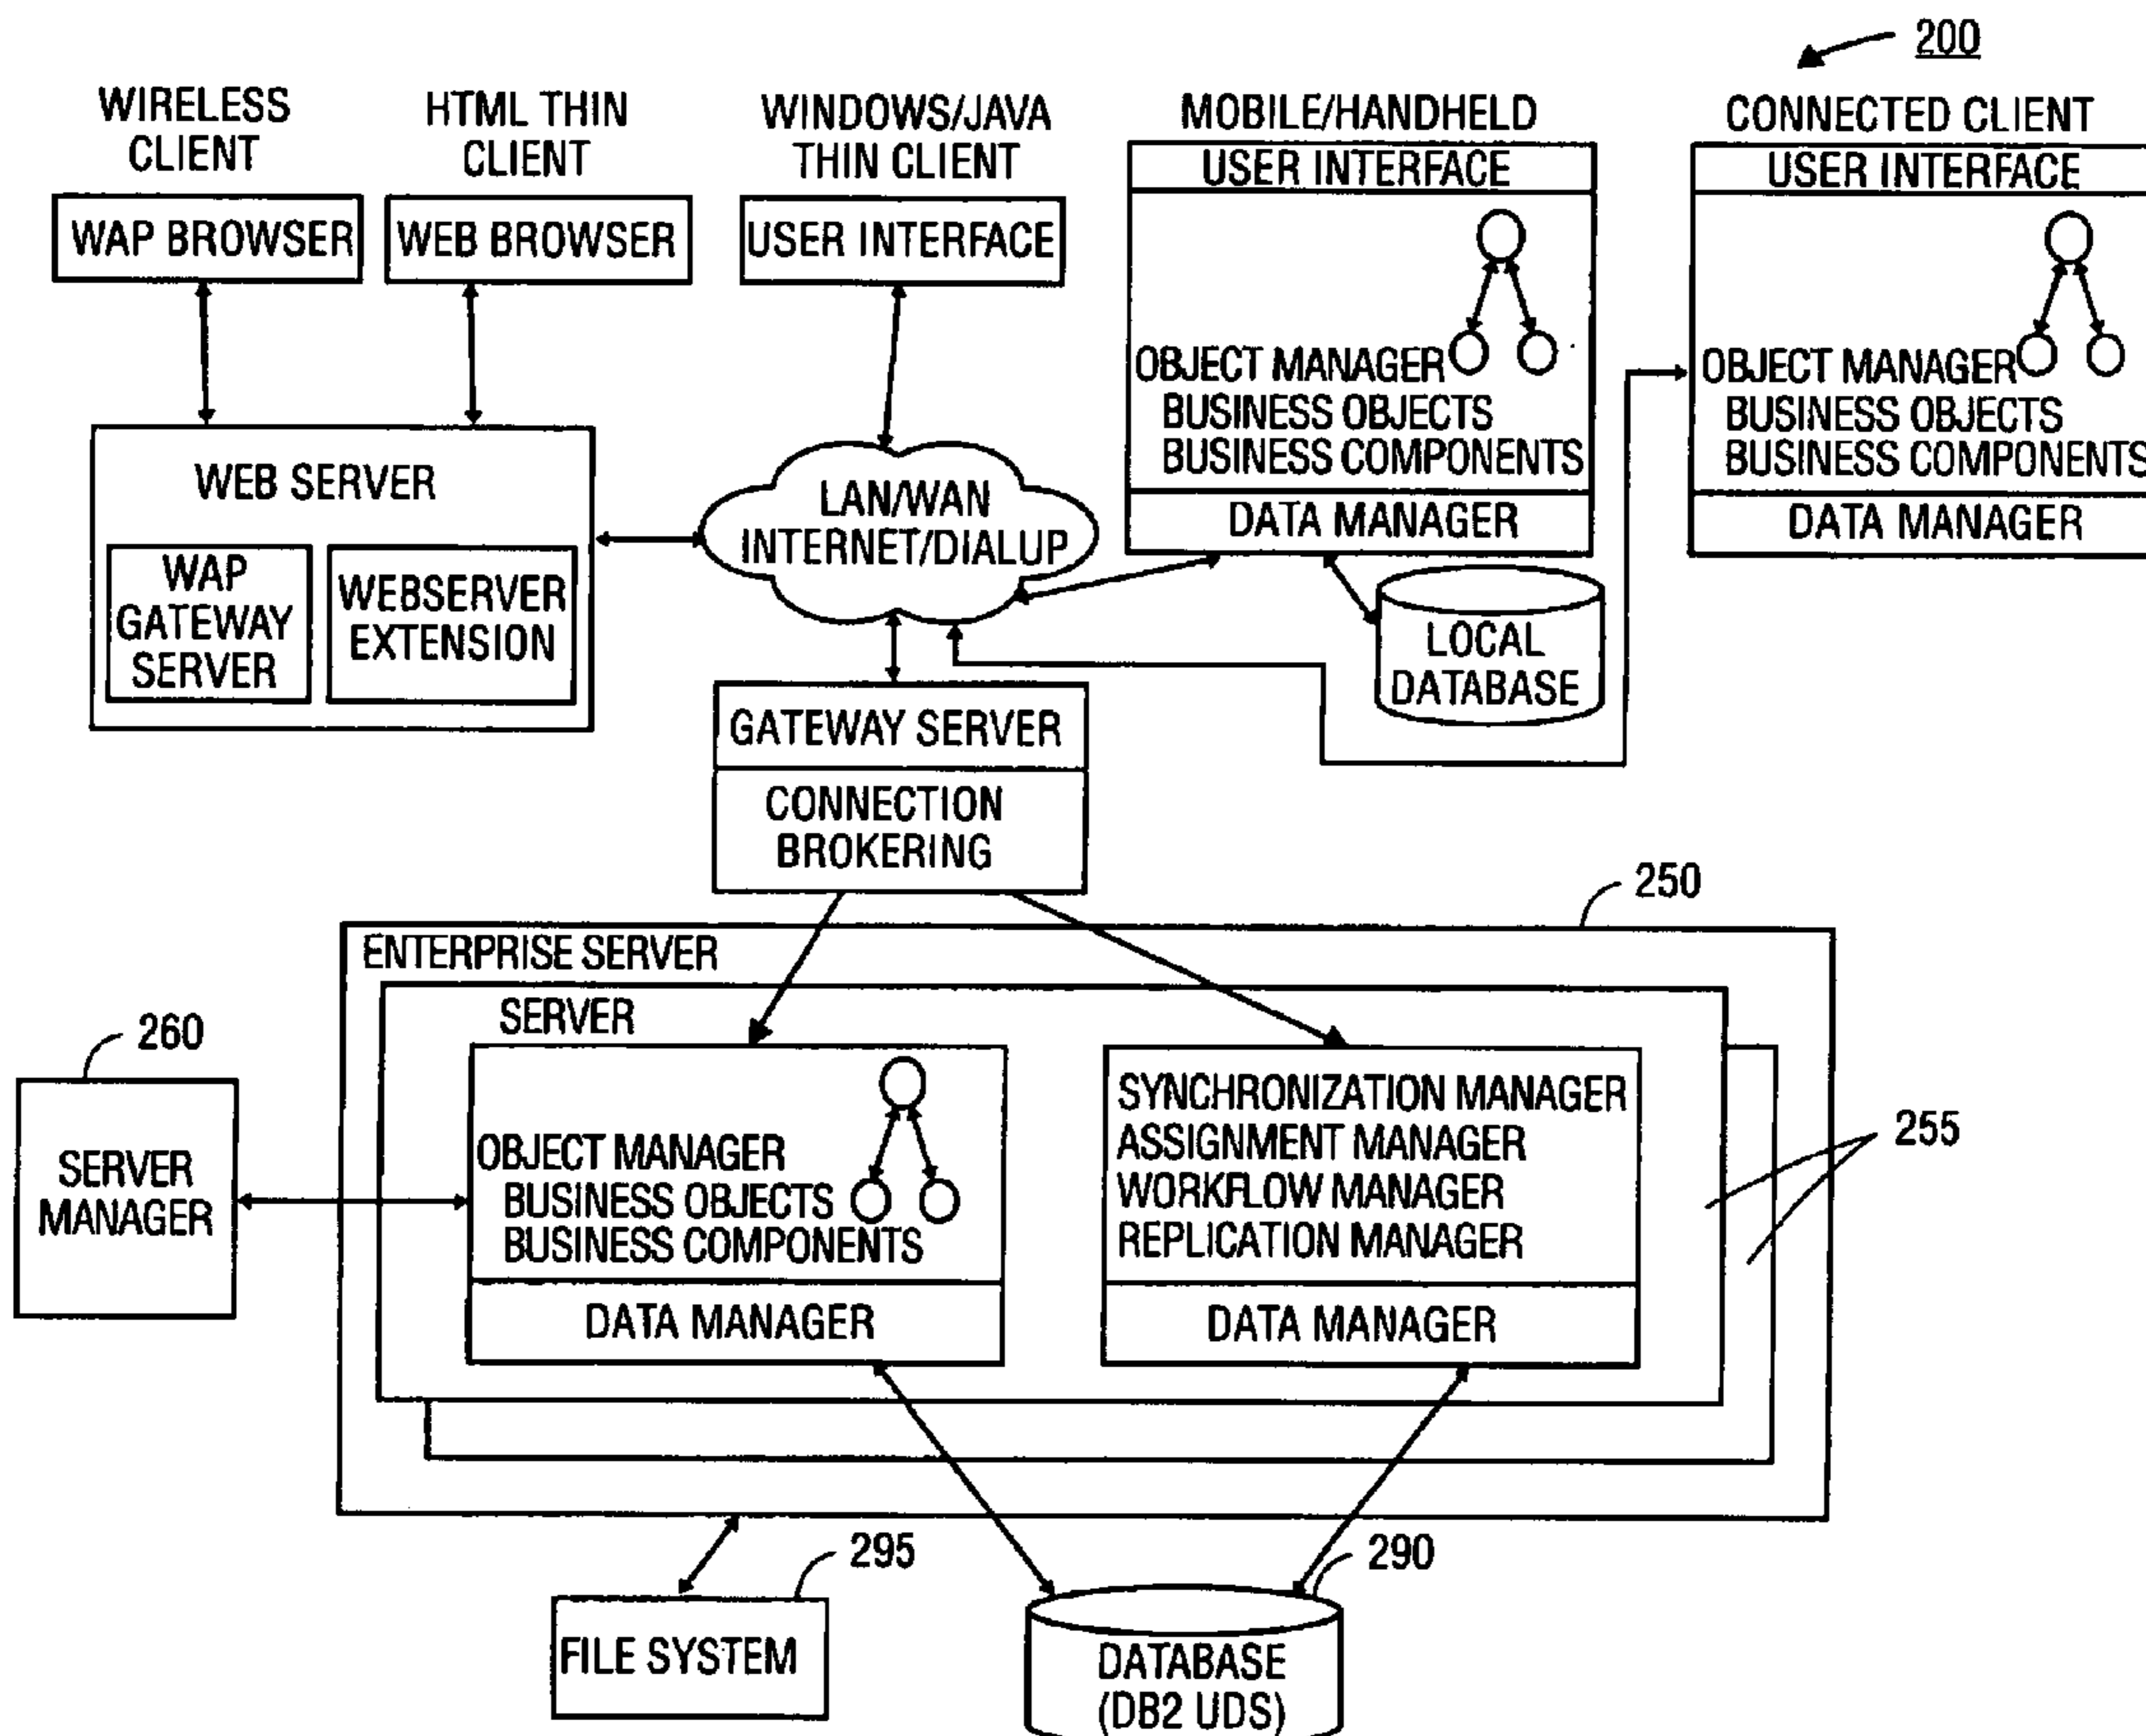 200
WIRELESS
CLIENT
WAP BROWSER
HTML THIN
CLIENT
WEB BROWSER
WINDOWS/JAVA
THIN CLIENT
USER INTERFACE
MOBILE/HANDHELD
USER INTERFACE
OBJECT MANAGER
BUSINESS OBJECTS
BUSINESS COMPONENTS
DATA MANAGER
CONNECTED CLIENT
USER INTERFACE
OBJECT MANAGER
BUSINESS OBJECTS
BUSINESS COMPONENTS
DATA MANAGER
WEB SERVER
WAP
GATEWAY
SERVER
WEBSERVER
EXTENSION
LAN/WAN
INTERNET/DIALUP
LOCAL
DATABASE
GATEWAY SERVER
CONNECTION
BROKERING
250
ENTERPRISE SERVER
SERVER
260
SERVER
MANAGER
OBJECT MANAGER
BUSINESS OBJECTS
BUSINESS COMPONENTS
DATA MANAGER
SYNCHRONIZATION MANAGER
ASSIGNMENT MANAGER
WORKFLOW MANAGER
REPLICATION MANAGER
DATA MANAGER
255
295
FILE SYSTEM
290
DATABASE
(DB2 UDS)